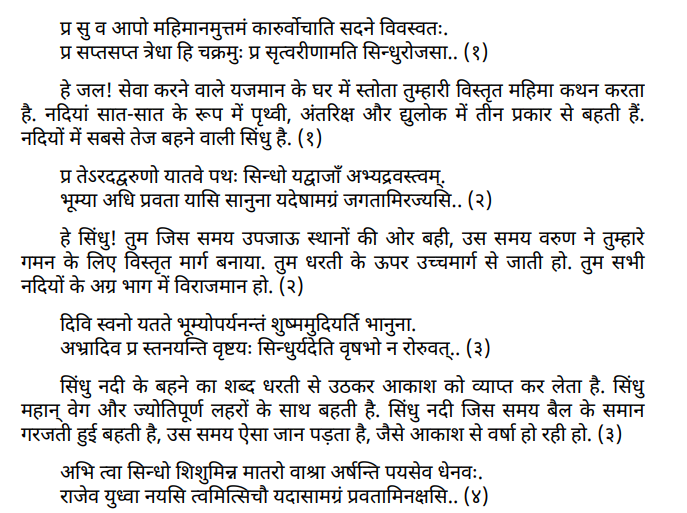 प्र सु व आपो महिमानमुत्तमं कारुर्वोचाति सदने विवस्वतः.
प्र सप्तसप्त त्रेधा हि चक्रमुः प्र सृत्वरीणामति सिन्धुरोजसा.. (१)
हे जल! सेवा करने वाले यजमान के घर में स्तोता तुम्हारी विस्तृत महिमा कथन करता
है. नदियां सात-सात के रूप में पृथ्वी, अंतरिक्ष और द्युलोक में तीन प्रकार से बहती हैं.
नदियों में सबसे तेज बहने वाली सिंधु है. (१)
प्र तेऽरदद्वरुणो यातवे पथः सिन्धो यद्वाजाँ अभ्यद्रवस्त्वम्.
भूम्या अधि प्रवता यासि सानुना यदेषामग्रं जगतामिरज्यसि.. (२)
हे सिंधु! तुम जिस समय उपजाऊ स्थानों की ओर बही, उस समय वरुण ने तुम्हारे
गमन के लिए विस्तृत मार्ग बनाया. तुम धरती के ऊपर उच्चमार्ग से जाती हो. तुम सभी
नदियों के अग्र भाग में विराजमान हो. (२)
दिवि स्वनो यतते भूम्योपर्यनन्तं शुष्ममुदियर्ति भानुना.
अभ्रादिव प्र स्तनयन्ति वृष्टयः सिन्धुर्यदेति वृषभो न रोरुवत्.. (३)
सिंधु नदी के बहने का शब्द धरती से उठकर आकाश को व्याप्त कर लेता है. सिंधु
महान् वेग और ज्योतिपूर्ण लहरों के साथ बहती है. सिंधु नदी जिस समय बैल के समान
गरजती हुई बहती है, उस समय ऐसा जान पड़ता है, जैसे आकाश से वर्षा हो रही हो. (३)
अभि त्वा सिन्धो शिशुमिन्न मातरो वाश्रा अर्षन्ति पयसेव धेनवः.
राजेव युध्वा नयसि त्वमित्सिचौ यदासामग्रं प्रवतामिनक्षसि.. (४)